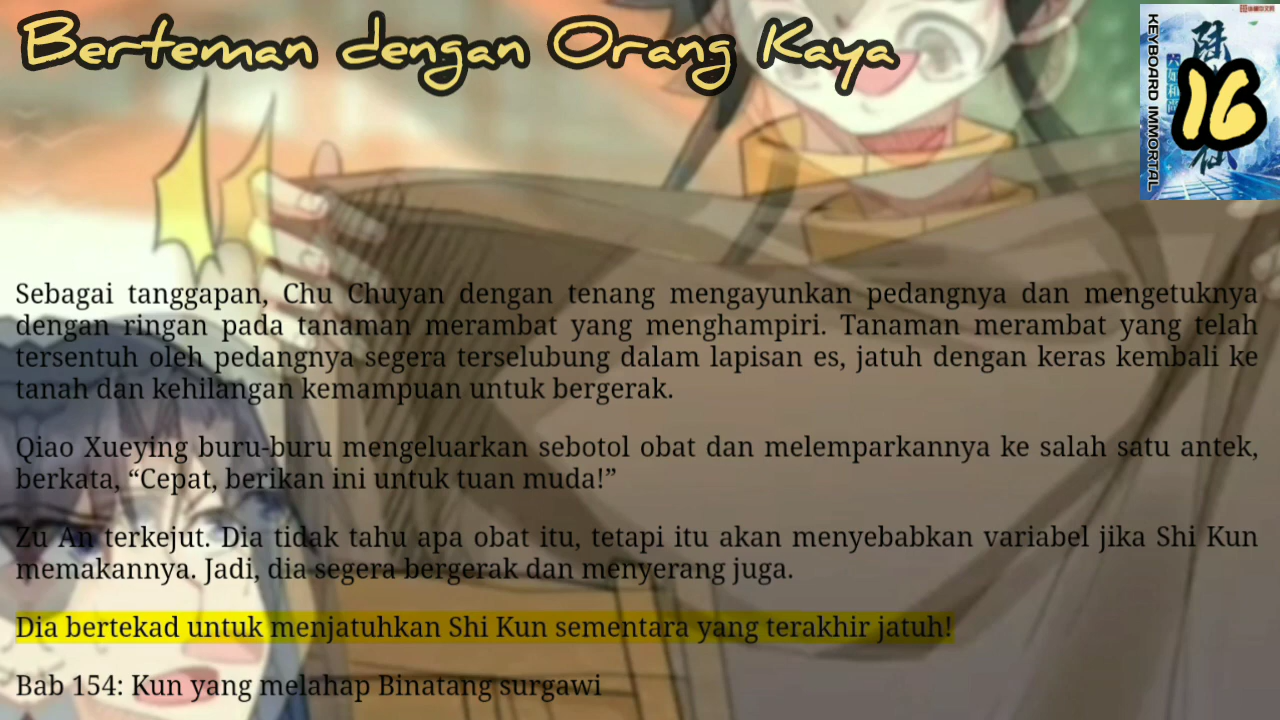 Berteman dengan Orang Kaya
KEYBOARD IMMORTAL
16
Sebagai tanggapan, Chu Chuyan dengan tenang mengayunkan pedangnya dan mengetuknya
dengan ringan pada tanaman merambat yang menghampiri. Tanaman merambat yang telah
tersentuh oleh pedangnya segera terselubung dalam lapisan es, jatuh dengan keras kembali ke
tanah dan kehilangan kemampuan untuk bergerak.
Qiao Xueying buru-buru mengeluarkan sebotol obat dan melemparkannya ke salah satu antek,
berkata, “Cepat, berikan ini untuk tuan muda!”
Zu An terkejut. Dia tidak tahu apa obat itu, tetapi itu akan menyebabkan variabel jika Shi Kun
memakannya. Jadi, dia segera bergerak dan menyerang juga.
Dia bertekad untuk menjatuhkan Shi Kun sementara yang terakhir jatuh!
Bab 154: Kun yang melahap Binatang surgawi